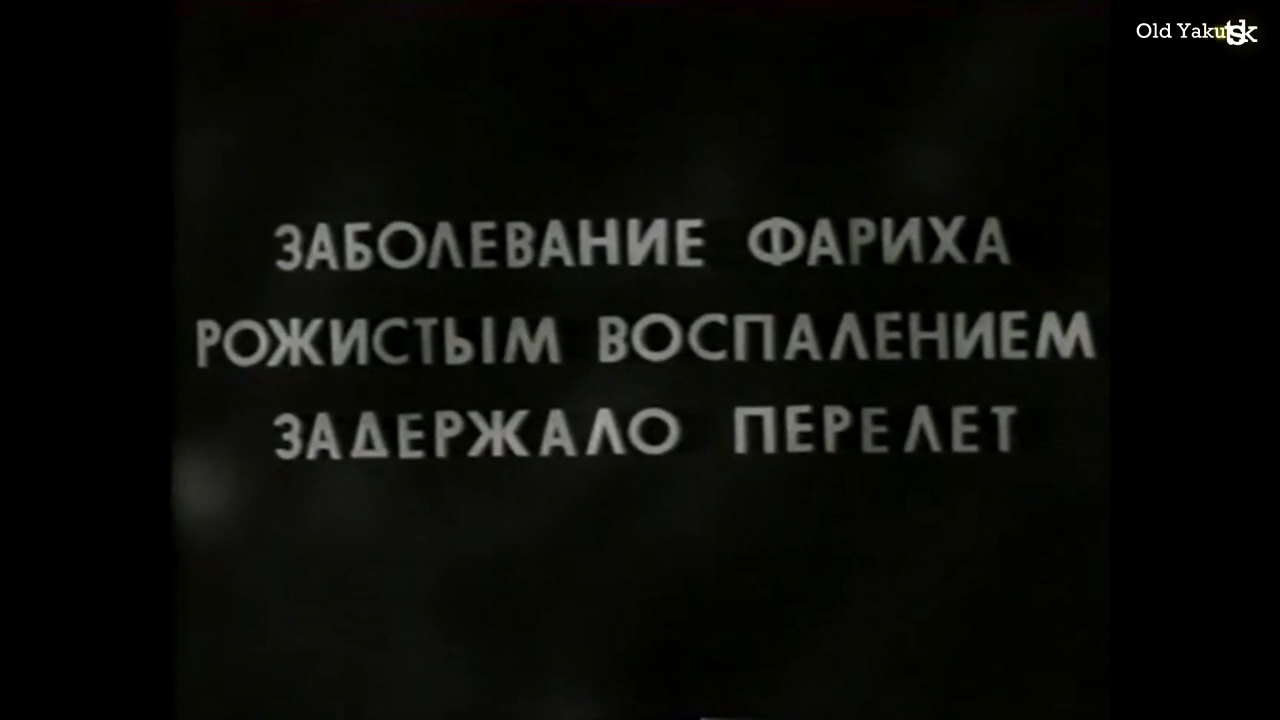 Old Yakutsk
ЗАБОЛЕВАНИЕ ФАРИХА
РОЖИСТЫМ ВОСПАЛЕНИЕМ
ЗАДЕРЖАЛО ПЕРЕЛЕТ